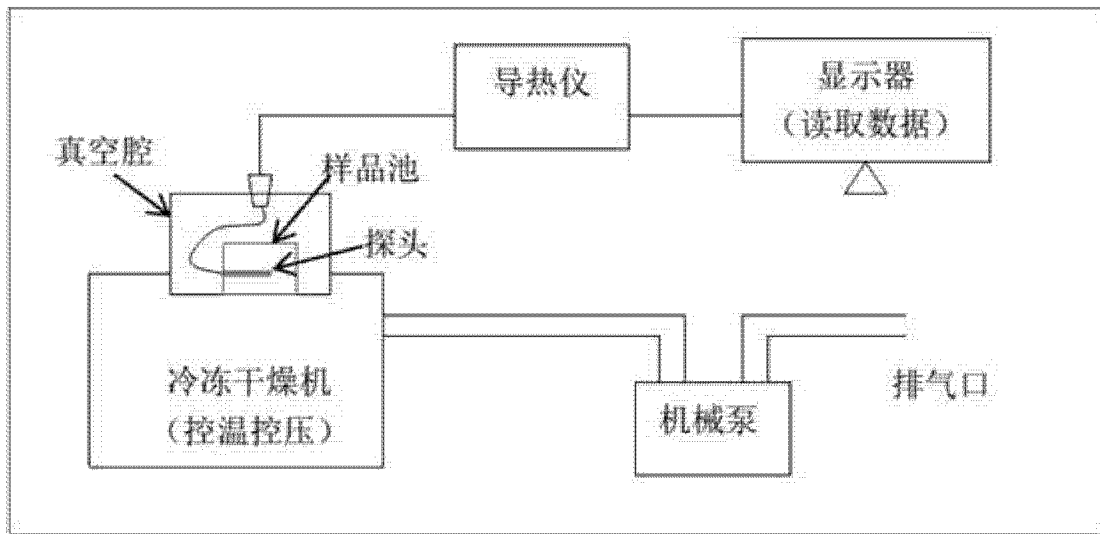 导热仪
显示器
（读取数据）
真空腔
样品池
探头
冷冻干燥机
（控温控压）
机械泵
排气口